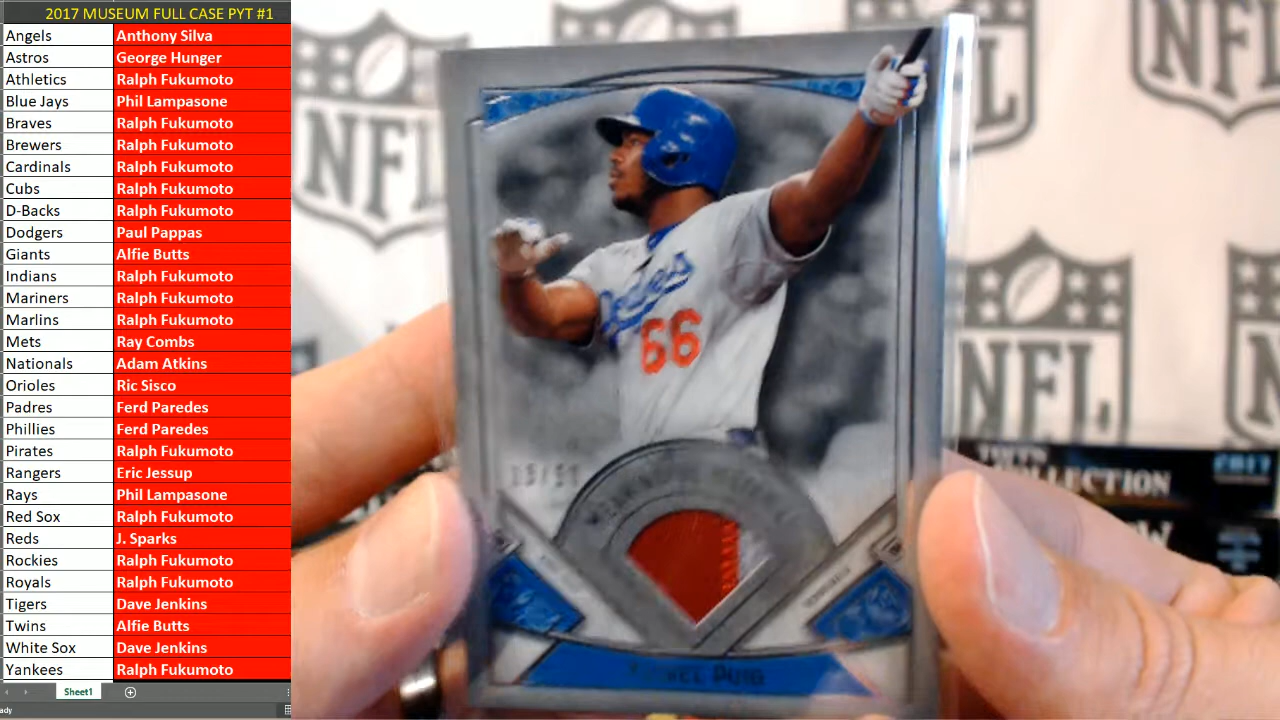 2017 MUSEUM FULL CASE PYT #1
Angels Anthony Silva
Astros George Hunger
Athletics Ralph Fukumoto
Blue Jays Phil Lampasone
Braves Ralph Fukumoto
Brewers Ralph Fukumoto
Cardinals Ralph Fukumoto
Cubs Ralph Fukumoto
D-Backs Ralph Fukumoto
Dodgers Paul Pappas
Giants Alfie Butts
Indians Ralph Fukumoto
Mariners Ralph Fukumoto
Marlins Ralph Fukumoto
Mets Ray Combs
Nationals Adam Atkins
Orioles Ric Sisco
Padres Ferd Paredes
Phillies Ferd Paredes
Pirates Ralph Fukumoto
Rangers Eric Jessup
Rays Phil Lampasone
Red Sox Ralph Fukumoto
Reds J. Sparks
Rockies Ralph Fukumoto
Royals Ralph Fukumoto
Tigers Dave Jenkins
Twins Alfie Butts
White Sox Dave Jenkins
Yankees Ralph Fukumoto
Sheet1
ady
NFL
NFL
NFL
NFL
Dodgers
66
PUIG
TOPPS 2017
COLLECTION